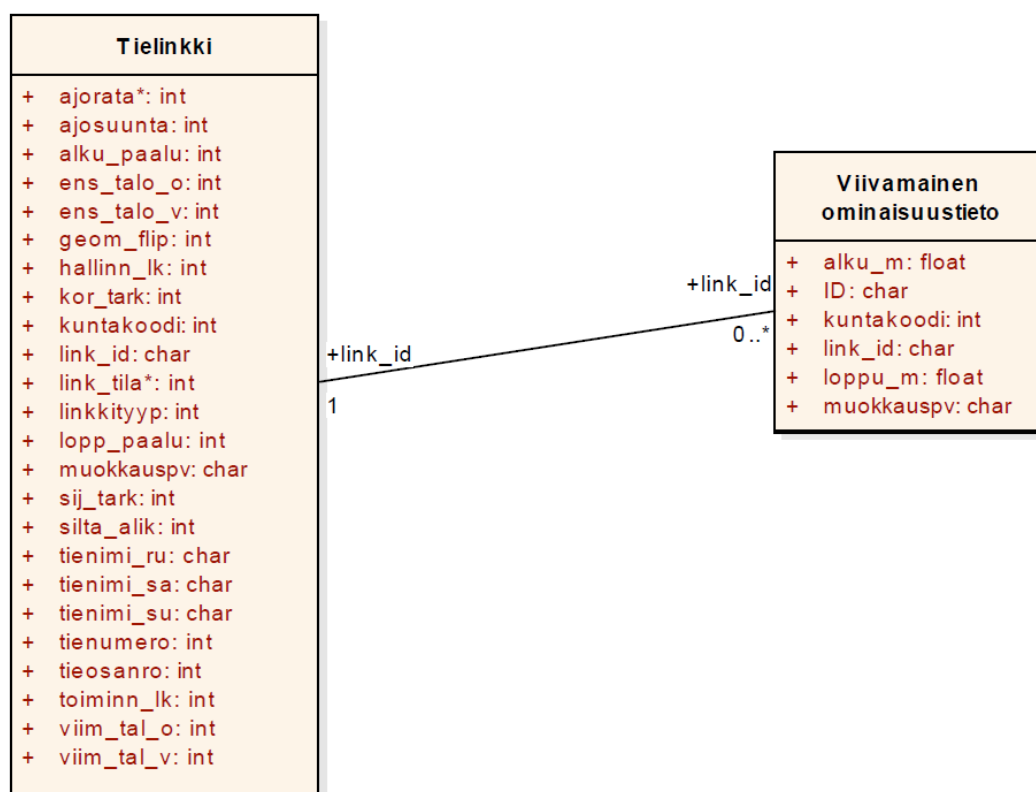 Tielinkki
+ ajorata*: int
+ ajosuunta: int
+ alku_paalu: int
+ ens_talo_o: int
+ ens_talo_v: int
+ geom_flip: int
+ hallinn_lk: int
+ kor_tark: int
+ kuntakoodi: int
+ link_id: char
+ link_tila*: int
+ linkkityyp: int
+ lopp_paalu: int
+ muokkauspv: char
+ sij_tark: int
+ silta_alik: int
+ tienimi_ru: char
+ tienimi_sa: char
+ tienimi_su: char
+ tienumero: int
+ tieosanro: int
+ toiminn_lk: int
+ viim_tal_o: int
+ viim_tal_v: int
+link_id
1
+link_id
0..*
Viivamainen
ominaisuustieto
+ alku_m: float
+ ID: char
+ kuntakoodi: int
+ link_id: char
+ loppu_m: float
+ muokkauspv: char